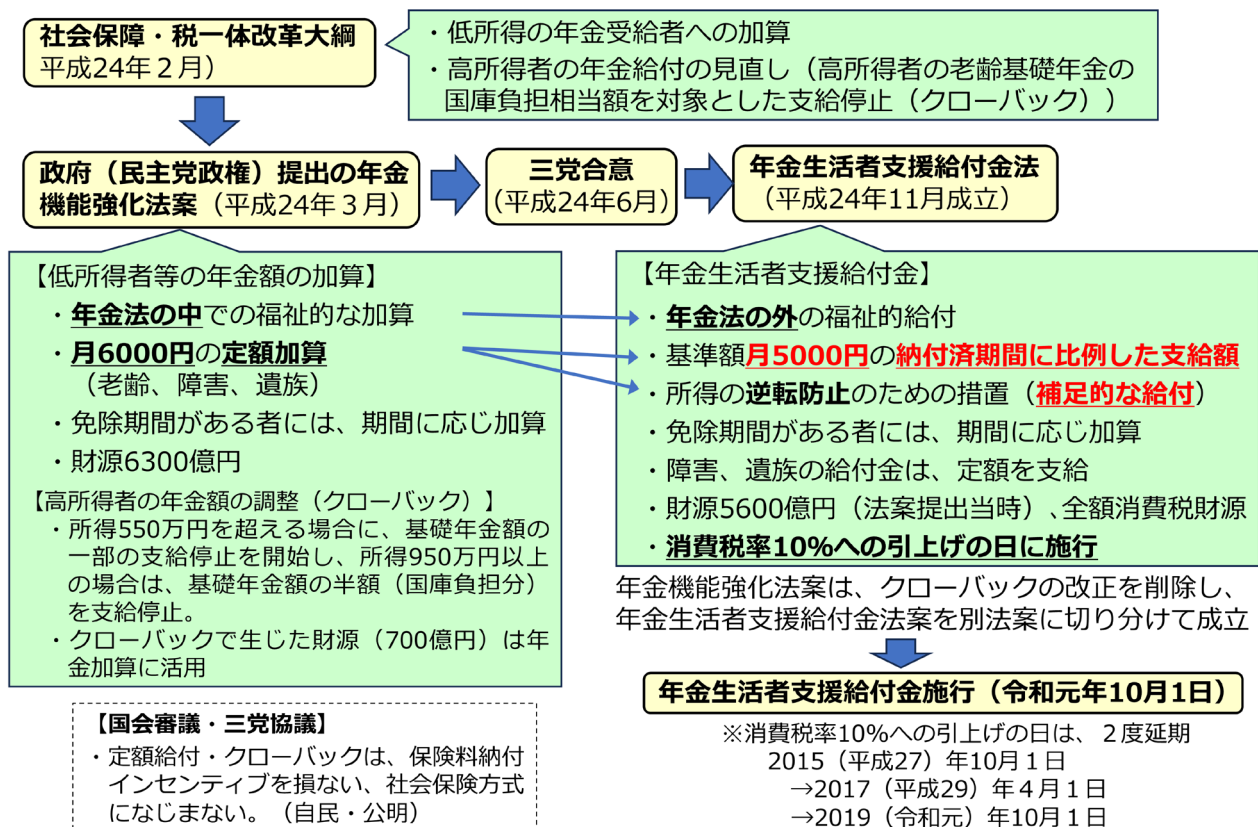 社会保障・税一体改革大綱
平成24年２月）
・低所得の年金受給者への加算
・高所得者の年金給付の見直し（高所得者の老齢基礎年金の
国庫負担相当額を対象とした支給停止（クローバック））
政府（民主党政権）提出の年金
機能強化法案（平成24年３月）
三党合意
（平成24年6月）
年金生活者支援給付金法
（平成24年11月成立）
【低所得者等の年金額の加算】
・年金法の中での福祉的な加算
・月6000円の定額加算
（老齢、障害、遺族）
・免除期間がある者には、期間に応じ加算
・財源6300億円
【高所得者の年金額の調整（クローバック）】
・所得550万円を超える場合に、基礎年金額の
一部の支給停止を開始し、所得950万円以上
の場合は、基礎年金額の半額（国庫負担分）
を支給停止。
・クローバックで生じた財源（700億円）は年
金加算に活用
【年金生活者支援給付金】
・年金法の外の福祉的給付
・基準額月5000円の納付済期間に比例した支給額
・所得の逆転防止のための措置（補足的な給付）
・免除期間がある者には、期間に応じ加算
・障害、遺族の給付金は、定額を支給
・財源5600億円（法案提出当時）、全額消費税財源
・消費税率10%への引上げの日に施行
年金機能強化法案は、クローバックの改正を削除し、
年金生活者支援給付金法案を別法案に切り分けて成立
年金生活者支援給付金施行（令和元年10月1日）
【国会審議・三党協議】
・定額給付・クローバックは、保険料納付
インセンティブを損ない、社会保険方式
になじまない。（自民・公明）
※消費税率10%への引上げの日は、２度延期
2015（平成27）年10月１日
→2017（平成29）年４月１日
→2019（令和元）年10月１日